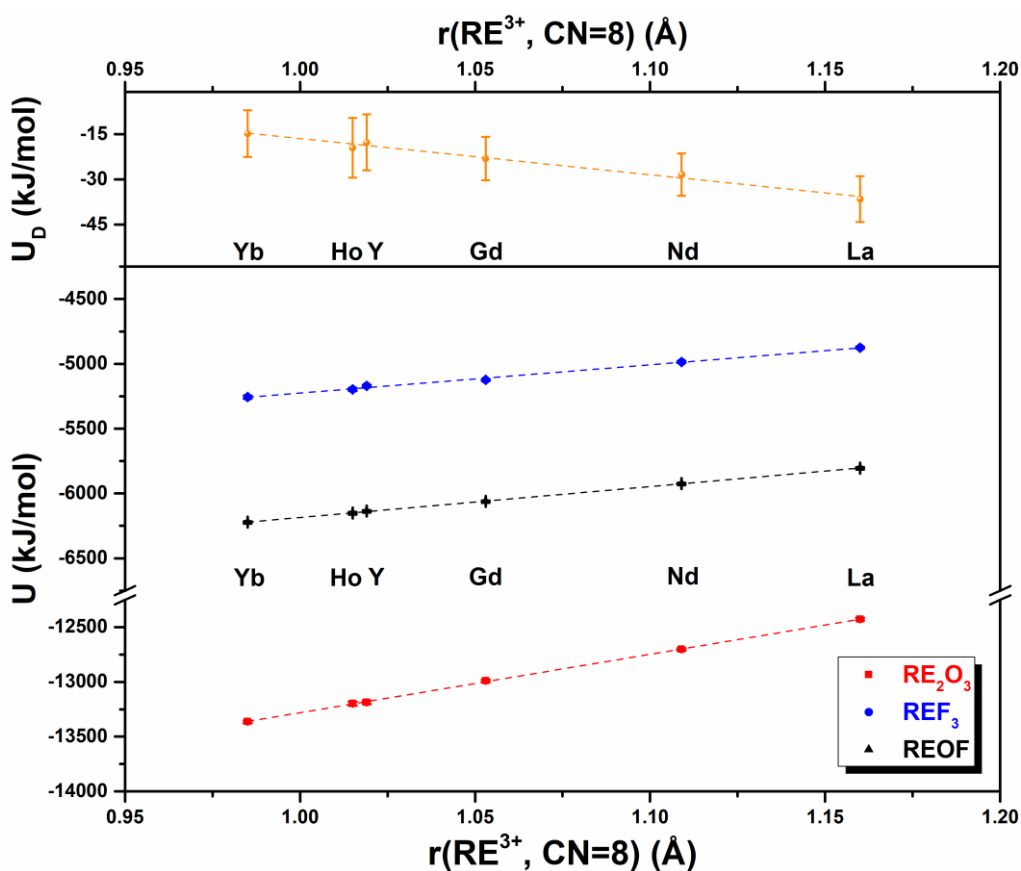 r(RE³⁺, CN=8) (Å)
0.95 1.00 1.05 1.10 1.15 1.20
U_D (kJ/mol)
-15
-30
-45
Yb Ho Y Gd Nd La
U (kJ/mol)
-4500
-5000
-5500
-6000
-6500
Yb Ho Y Gd Nd La
-12500
-13000
-13500
-14000
RE₂O₃
REF₃
REOF
0.95 1.00 1.05 1.10 1.15 1.20
r(RE³⁺, CN=8) (Å)